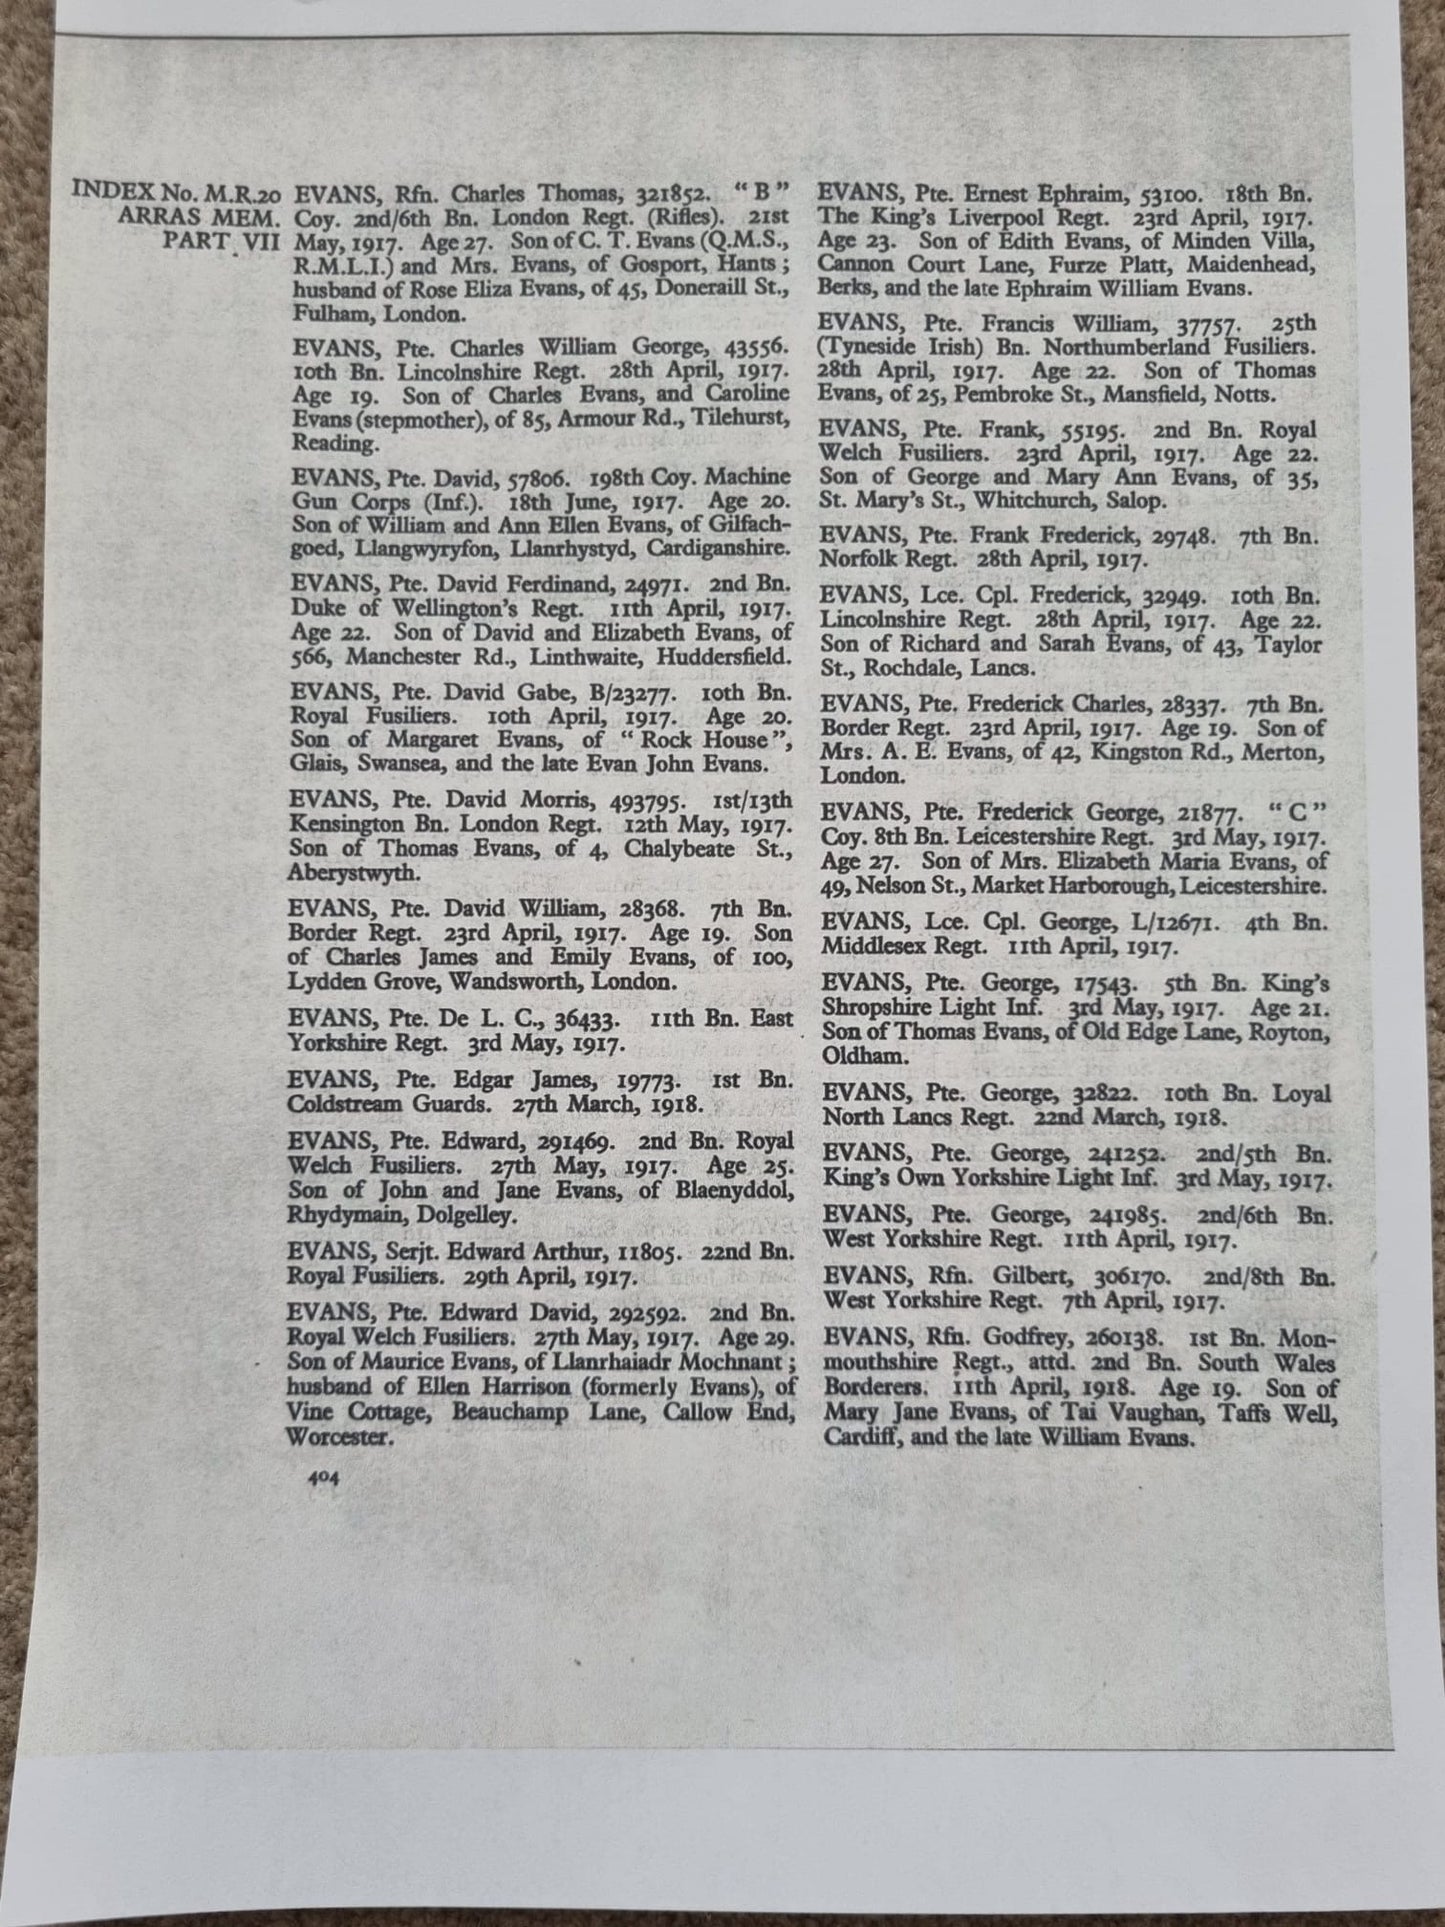 INDEX No. M.R.20
ARRAS MEM.
PART VII
EVANS, Rfn. Charles Thomas, 321852. "B"
Coy. 2nd/6th Bn. London Regt. (Rifles). 21st
May, 1917. Age 27. Son of C. T. Evans (Q.M.S.,
R.M.L.I.) and Mrs. Evans, of Gosport, Hants;
husband of Rose Eliza Evans, of 45, Doneraill St.,
Fulham, London.
EVANS, Pte. Charles William George, 43556.
10th Bn. Lincolnshire Regt. 28th April, 1917.
Age 19. Son of Charles Evans, and Caroline
Evans (stepmother), of 85, Armour Rd., Tilehurst,
Reading.
EVANS, Pte. David, 57806. 198th Coy. Machine
Gun Corps (Inf.). 18th June, 1917. Age 20.
Son of William and Ann Ellen Evans, of Gilfach-
goed, Llangwyryfon, Llanrhystyd, Cardiganshire.
EVANS, Pte. David Ferdinand, 24971. 2nd Bn.
Duke of Wellington's Regt. 11th April, 1917.
Age 22. Son of David and Elizabeth Evans, of
566, Manchester Rd., Linthwaite, Huddersfield.
EVANS, Pte. David Gabe, B/23277. 10th Bn.
Royal Fusiliers. 10th April, 1917. Age 20.
Son of Margaret Evans, of "Rock House",
Glais, Swansea, and the late Evan John Evans.
EVANS, Pte. David Morris, 493795. 1st/13th
Kensington Bn. London Regt. 12th May, 1917.
Son of Thomas Evans, of 4, Chalybeate St.,
Aberystwyth.
EVANS, Pte. David William, 28368. 7th Bn.
Border Regt. 23rd April, 1917. Age 19. Son
of Charles James and Emily Evans, of 100,
Lydden Grove, Wandsworth, London.
EVANS, Pte. De L. C., 36433. 11th Bn. East
Yorkshire Regt. 3rd May, 1917.
EVANS, Pte. Edgar James, 19773. 1st Bn.
Coldstream Guards. 27th March, 1918.
EVANS, Pte. Edward, 291469. 2nd Bn. Royal
Welch Fusiliers. 27th May, 1917. Age 25.
Son of John and Jane Evans, of Blaenyddol,
Rhydymain, Dolgelley.
EVANS, Serjt. Edward Arthur, 11805. 22nd Bn.
Royal Fusiliers. 29th April, 1917.
EVANS, Pte. Edward David, 292592. 2nd Bn.
Royal Welch Fusiliers. 27th May, 1917. Age 29.
Son of Maurice Evans, of Llanrhaiadr Mochnant;
husband of Ellen Harrison (formerly Evans), of
Vine Cottage, Beauchamp Lane, Callow End,
Worcester.
404
EVANS, Pte. Ernest Ephraim, 53100. 18th Bn.
The King's Liverpool Regt. 23rd April, 1917.
Age 23. Son of Edith Evans, of Minden Villa,
Cannon Court Lane, Furze Platt, Maidenhead,
Berks, and the late Ephraim William Evans.
EVANS, Pte. Francis William, 37757. 25th
(Tyneside Irish) Bn. Northumberland Fusiliers.
28th April, 1917. Age 22. Son of Thomas
Evans, of 25, Pembroke St., Mansfield, Notts.
EVANS, Pte. Frank, 55195. 2nd Bn. Royal
Welch Fusiliers. 23rd April, 1917. Age 22.
Son of George and Mary Ann Evans, of 35,
St. Mary's St., Whitchurch, Salop.
EVANS, Pte. Frank Frederick, 29748. 7th Bn.
Norfolk Regt. 28th April, 1917.
EVANS, Lce. Cpl. Frederick, 32949. 10th Bn.
Lincolnshire Regt. 28th April, 1917. Age 22.
Son of Richard and Sarah Evans, of 43, Taylor
St., Rochdale, Lancs.
EVANS, Pte. Frederick Charles, 28337. 7th Bn.
Border Regt. 23rd April, 1917. Age 19. Son of
Mrs. A. E. Evans, of 42, Kingston Rd., Merton,
London.
EVANS, Pte. Frederick George, 21877. "C"
Coy. 8th Bn. Leicestershire Regt. 3rd May, 1917.
Age 27. Son of Mrs. Elizabeth Maria Evans, of
49, Nelson St., Market Harborough, Leicestershire.
EVANS, Lce. Cpl. George, L/12671. 4th Bn.
Middlesex Regt. 11th April, 1917.
EVANS, Pte. George, 17543. 5th Bn. King's
Shropshire Light Inf. 3rd May, 1917. Age 21.
Son of Thomas Evans, of Old Edge Lane, Royton,
Oldham.
EVANS, Pte. George, 32822. 10th Bn. Loyal
North Lancs Regt. 22nd March, 1918.
EVANS, Pte. George, 241252. 2nd/5th Bn.
King's Own Yorkshire Light Inf. 3rd May, 1917.
EVANS, Pte. George, 241985. 2nd/6th Bn.
West Yorkshire Regt. 11th April, 1917.
EVANS, Rfn. Gilbert, 306170. 2nd/8th Bn.
West Yorkshire Regt. 7th April, 1917.
EVANS, Rfn. Godfrey, 260138. 1st Bn. Mon-
mouthshire Regt., attd. 2nd Bn. South Wales
Borderers. 11th April, 1918. Age 19. Son of
Mary Jane Evans, of Tai Vaughan, Taffs Well,
Cardiff, and the late William Evans.